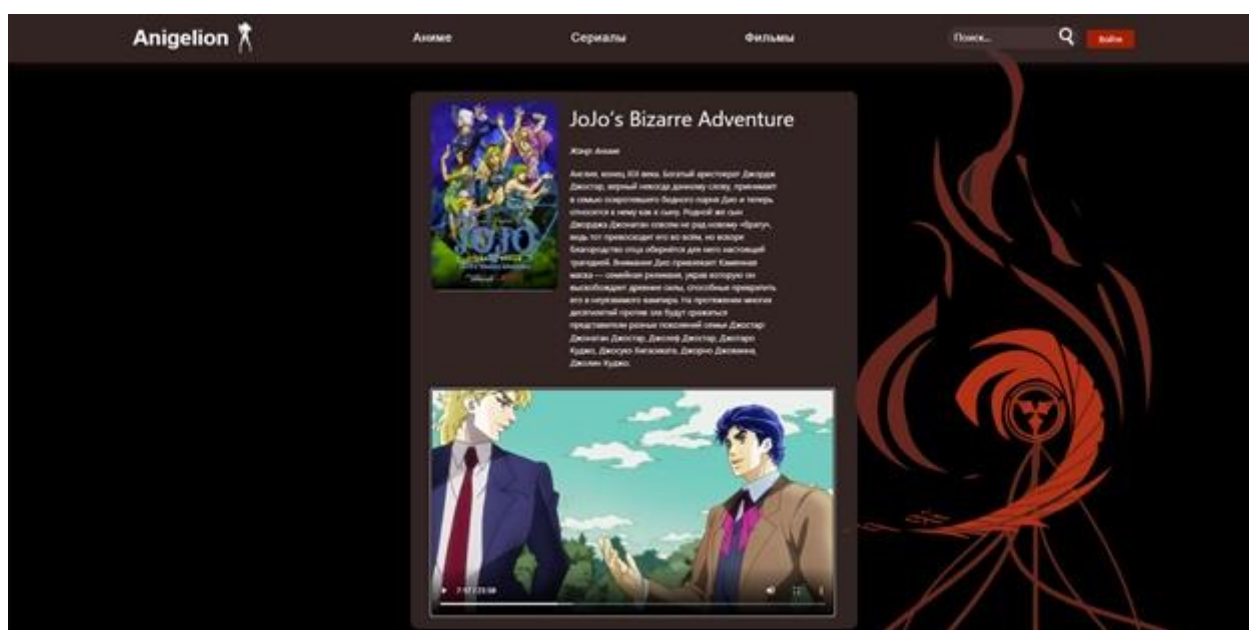 Anigelion
Аниме
Сериалы
Фильмы
Поиск...
Войти
JoJo's Bizarre Adventure
Жанр: Аниме
Англия, конец XIX века. Богатый аристократ Джордж
Джостар, верный некогда данному слову, принимает
в семью осиротевшего бедного парня Дио и теперь
относится к нему как к сыну. Родной же сын
Джорджа Джонатан совсем не рад новому «брату»,
ведь тот превосходит его во всём, но вскоре
благородство отца обернётся для него настоящей
трагедией. Внимание Дио привлекает Каменная
маска — семейная реликвия, украв которую он
высвобождает древние силы, способные превратить
его в неуязвимого вампира. На протяжении многих
десятилетий против зла будут сражаться
представители разных поколений семьи Джостар:
Джонатан Джостар, Джозеф Джостар, Джотаро
Куджо, Джоске Хигашиката, Джорно Джованна,
Джолин Куджо.
JOJO